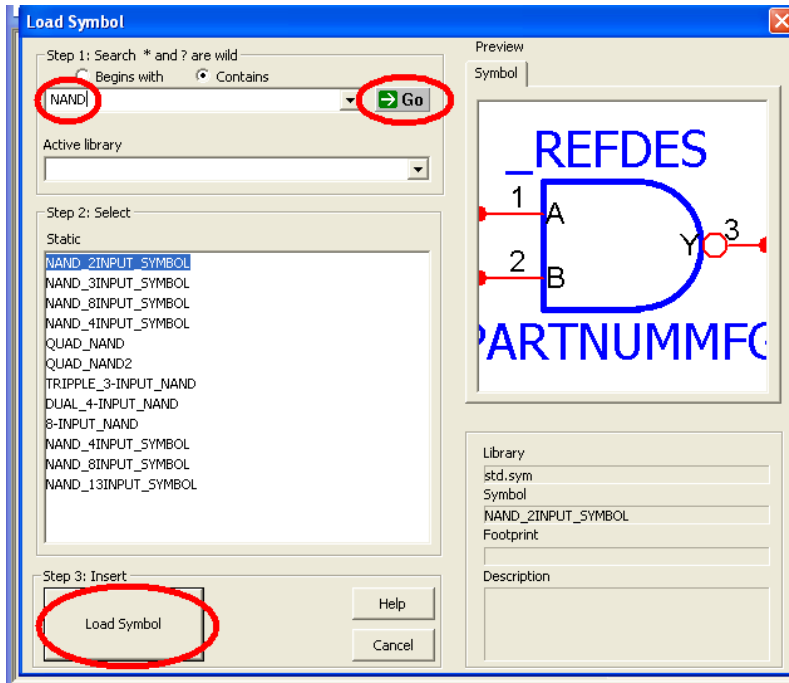 Load Symbol
Step 1: Search * and ? are wild
Begins with Contains
NAND
Go
Active library
Step 2: Select
Static
NAND_2INPUT_SYMBOL
NAND_3INPUT_SYMBOL
NAND_8INPUT_SYMBOL
NAND_4INPUT_SYMBOL
QUAD_NAND
QUAD_NAND2
TRIPPLE_3-INPUT_NAND
DUAL_4-INPUT_NAND
8-INPUT_NAND
NAND_4INPUT_SYMBOL
NAND_8INPUT_SYMBOL
NAND_13INPUT_SYMBOL
Step 3: Insert
Load Symbol
Help
Cancel
Preview
Symbol
_REFDES
1
A
Y
3
2
B
PARTNUMMFG
Library
std.sym
Symbol
NAND_2INPUT_SYMBOL
Footprint
Description